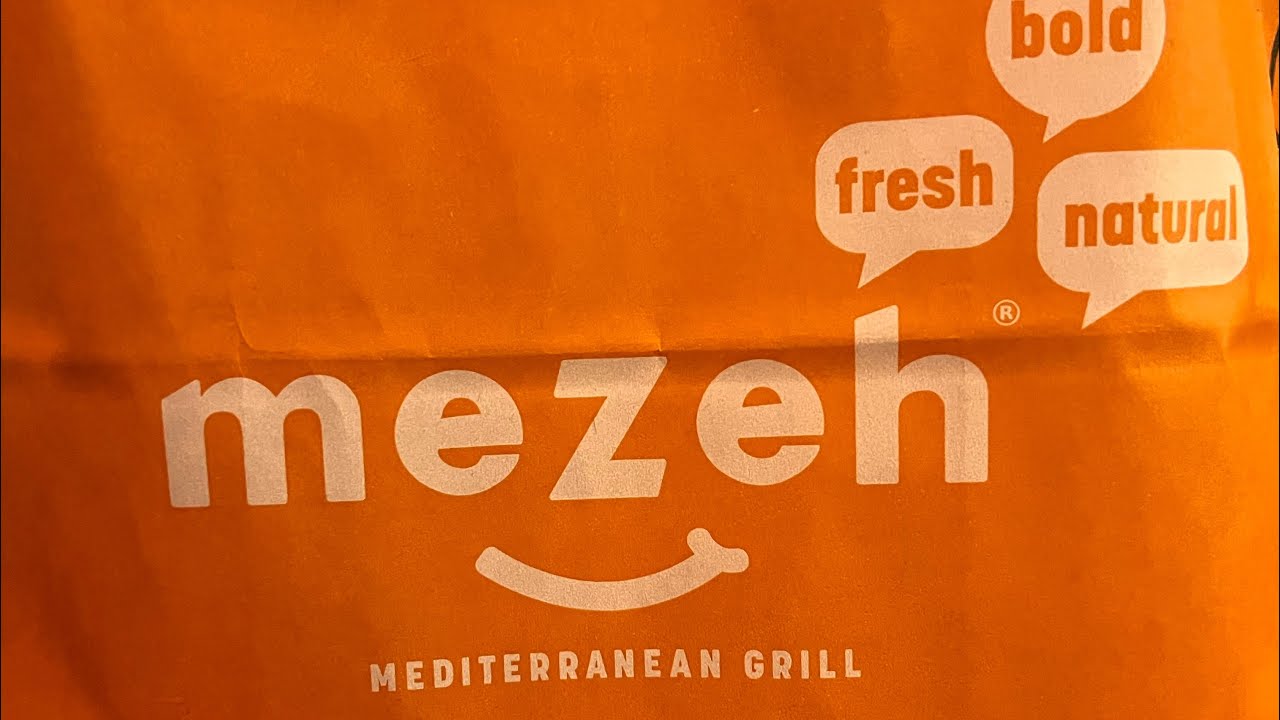 bold
fresh
natural
mezeh®
MEDITERRANEAN GRILL